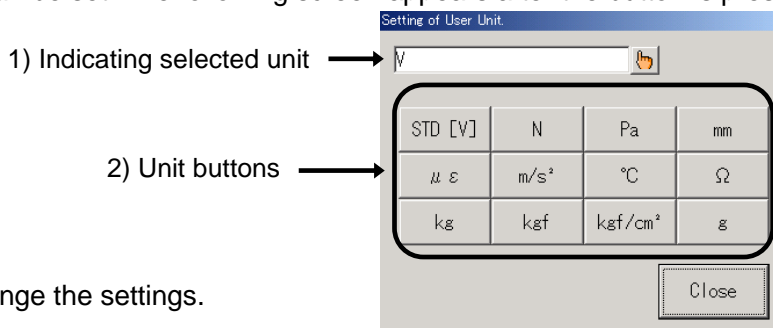 Setting of User Unit.
1) Indicating selected unit
V
STD [V] N Pa mm
2) Unit buttons
μ ε m/s² ℃ Ω
kg kgf kgf/cm² g
Close
nge the settings.